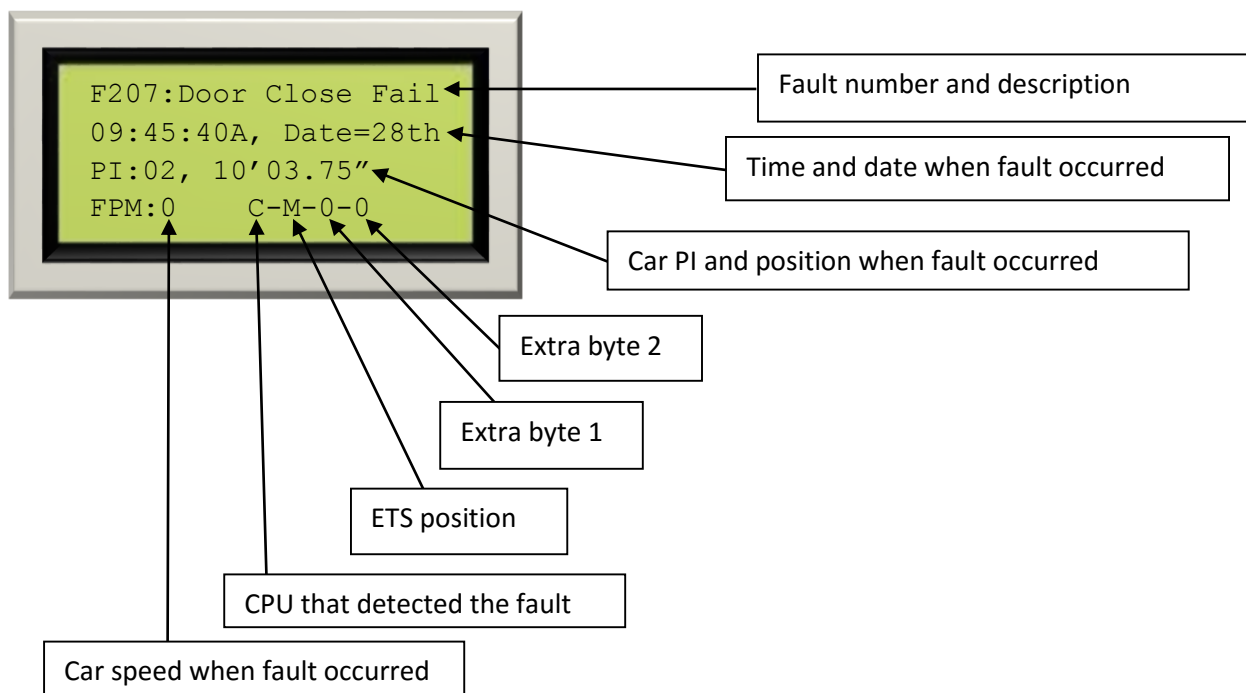 F207:Door Close Fail
09:45:40A, Date=28th
PI:02, 10’03.75”
FPM:0 C-M-0-0
Fault number and description
Time and date when fault occurred
Car PI and position when fault occurred
Extra byte 2
Extra byte 1
ETS position
CPU that detected the fault
Car speed when fault occurred